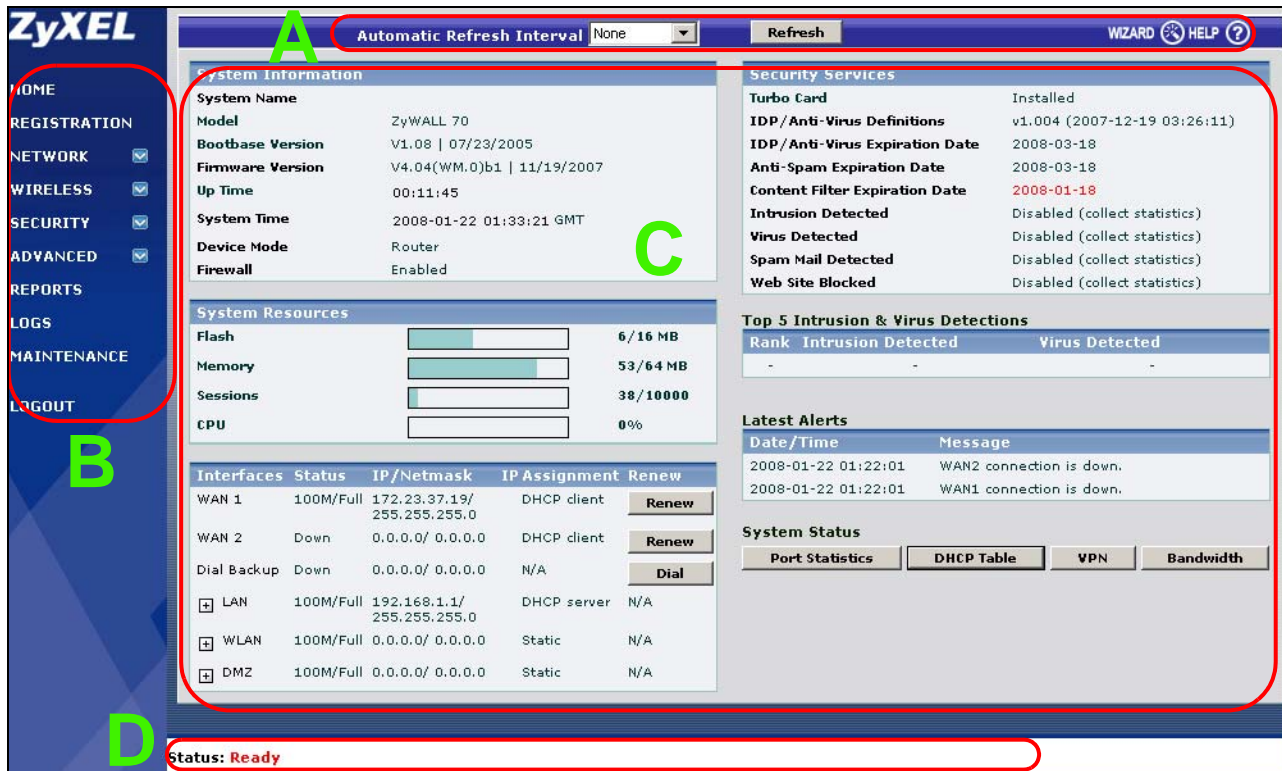 ZyXEL
A
Automatic Refresh Interval None Refresh WIZARD HELP ?
HOME
REGISTRATION
NETWORK
WIRELESS
SECURITY
ADVANCED
REPORTS
LOGS
MAINTENANCE
LOGOUT
B
System Information
System Name
Model ZyWALL 70
Bootbase Version V1.08 | 07/23/2005
Firmware Version V4.04(WM.0)b1 | 11/19/2007
Up Time 00:11:45
System Time 2008-01-22 01:33:21 GMT
Device Mode Router
Firewall Enabled
C
System Resources
Flash 6/16 MB
Memory 53/64 MB
Sessions 38/10000
CPU 0%
Interfaces Status IP/Netmask IP Assignment Renew
WAN 1 100M/Full 172.23.37.19/ DHCP client Renew
255.255.255.0
WAN 2 Down 0.0.0.0/ 0.0.0.0 DHCP client Renew
Dial Backup Down 0.0.0.0/ 0.0.0.0 N/A Dial
+ LAN 100M/Full 192.168.1.1/ DHCP server N/A
255.255.255.0
+ WLAN 100M/Full 0.0.0.0/ 0.0.0.0 Static N/A
+ DMZ 100M/Full 0.0.0.0/ 0.0.0.0 Static N/A
Security Services
Turbo Card Installed
IDP/Anti-Virus Definitions v1.004 (2007-12-19 03:26:11)
IDP/Anti-Virus Expiration Date 2008-03-18
Anti-Spam Expiration Date 2008-03-18
Content Filter Expiration Date 2008-01-18
Intrusion Detected Disabled (collect statistics)
Virus Detected Disabled (collect statistics)
Spam Mail Detected Disabled (collect statistics)
Web Site Blocked Disabled (collect statistics)
Top 5 Intrusion & Virus Detections
Rank Intrusion Detected Virus Detected
- - -
Latest Alerts
Date/Time Message
2008-01-22 01:22:01 WAN2 connection is down.
2008-01-22 01:22:01 WAN1 connection is down.
System Status
Port Statistics DHCP Table VPN Bandwidth
D
Status: Ready